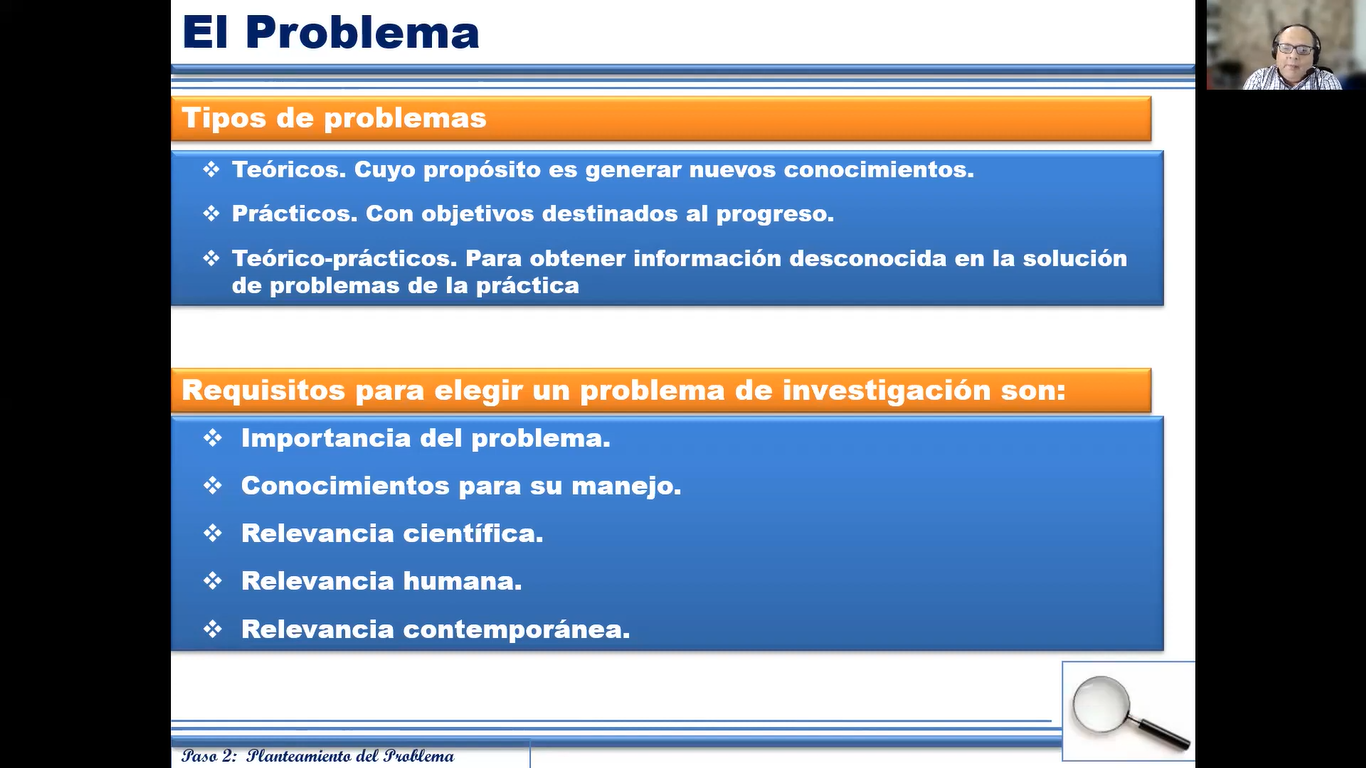 El Problema
Tipos de problemas
❖ Teóricos. Cuyo propósito es generar nuevos conocimientos.
❖ Prácticos. Con objetivos destinados al progreso.
❖ Teórico-prácticos. Para obtener información desconocida en la solución
de problemas de la práctica
Requisitos para elegir un problema de investigación son:
❖ Importancia del problema.
❖ Conocimientos para su manejo.
❖ Relevancia científica.
❖ Relevancia humana.
❖ Relevancia contemporánea.
Paso 2: Planteamiento del Problema